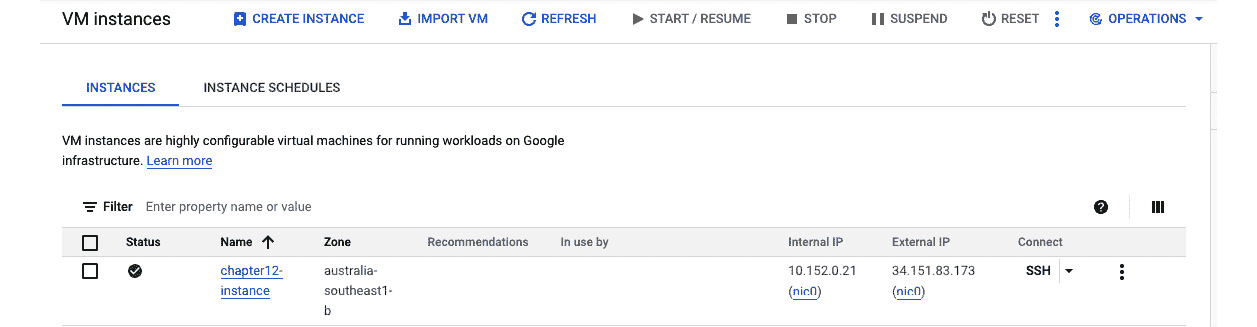 VM instances CREATE INSTANCE IMPORT VM REFRESH START / RESUME STOP SUSPEND RESET OPERATIONS
INSTANCES INSTANCE SCHEDULES
VM instances are highly configurable virtual machines for running workloads on Google
infrastructure. Learn more
Filter Enter property name or value
Status Name Zone Recommendations In use by Internal IP External IP Connect
chapter12- australia- 10.152.0.21 34.151.83.173 SSH
instance southeast1- (nic0) (nic0)
b